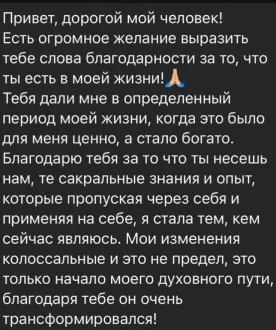 Привет, дорогой мой человек!
Есть огромное желание выразить
тебе слова благодарности за то, что
ты есть в моей жизни!🙏🏼
Тебя дали мне в определенный
период моей жизни, когда это было
для меня ценно, а стало богато.
Благодарю тебя за то что ты несешь
нам, те сакральные знания и опыт,
которые пропуская через себя и
применяя на себе, я стала тем, кем
сейчас являюсь. Мои изменения
колоссальные и это не предел, это
только начало моего духовного пути,
благодаря тебе он очень
трансформировался!